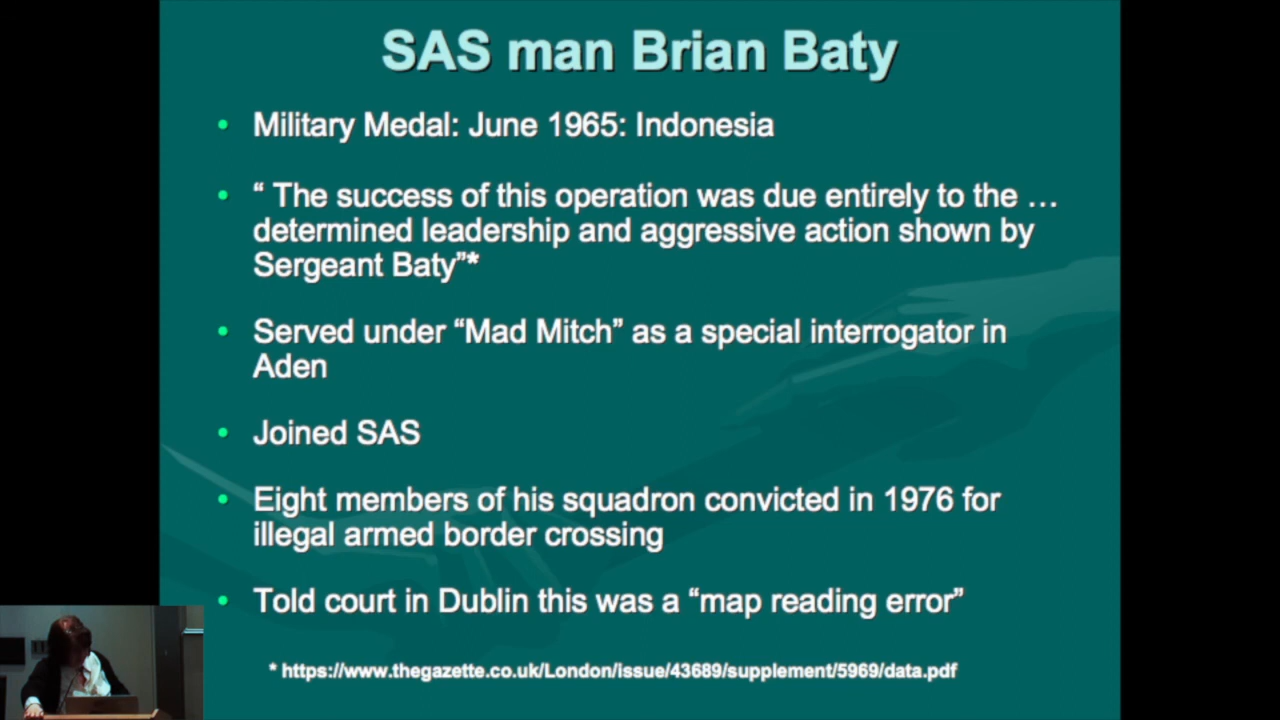 SAS man Brian Baty
• Military Medal: June 1965: Indonesia
• “ The success of this operation was due entirely to the …
determined leadership and aggressive action shown by
Sergeant Baty”*
• Served under “Mad Mitch” as a special interrogator in
Aden
• Joined SAS
• Eight members of his squadron convicted in 1976 for
illegal armed border crossing
• Told court in Dublin this was a “map reading error”
* https://www.thegazette.co.uk/London/issue/43689/supplement/5969/data.pdf